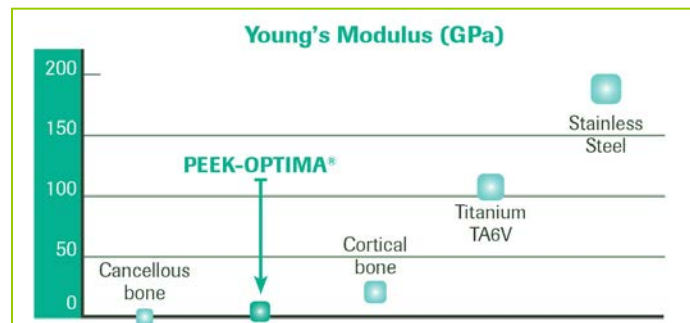 Young's Modulus (GPa)
200
150
100
50
0
Stainless
Steel
PEEK-OPTIMA®
Titanium
TA6V
Cortical
bone
Cancellous
bone